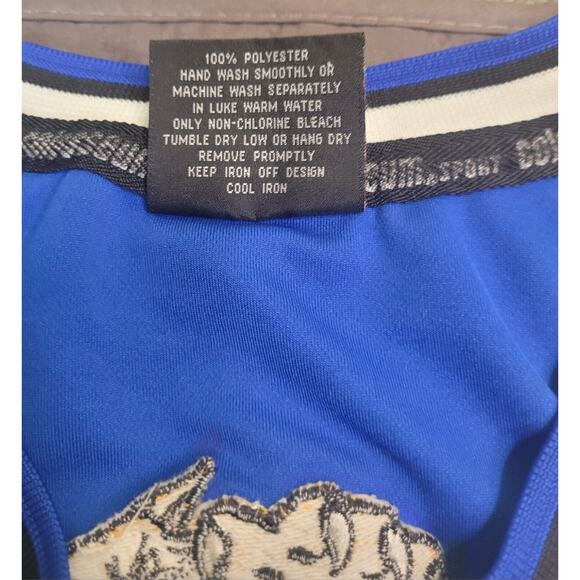 100% POLYESTER
HAND WASH SMOOTHLY OR
MACHINE WASH SEPARATELY
IN LUKE WARM WATER
ONLY NON-CHLORINE BLEACH
TUMBLE DRY LOW OR HANG DRY
REMOVE PROMPTLY
KEEP IRON OFF DESIGN
COOL IRON
SPORT